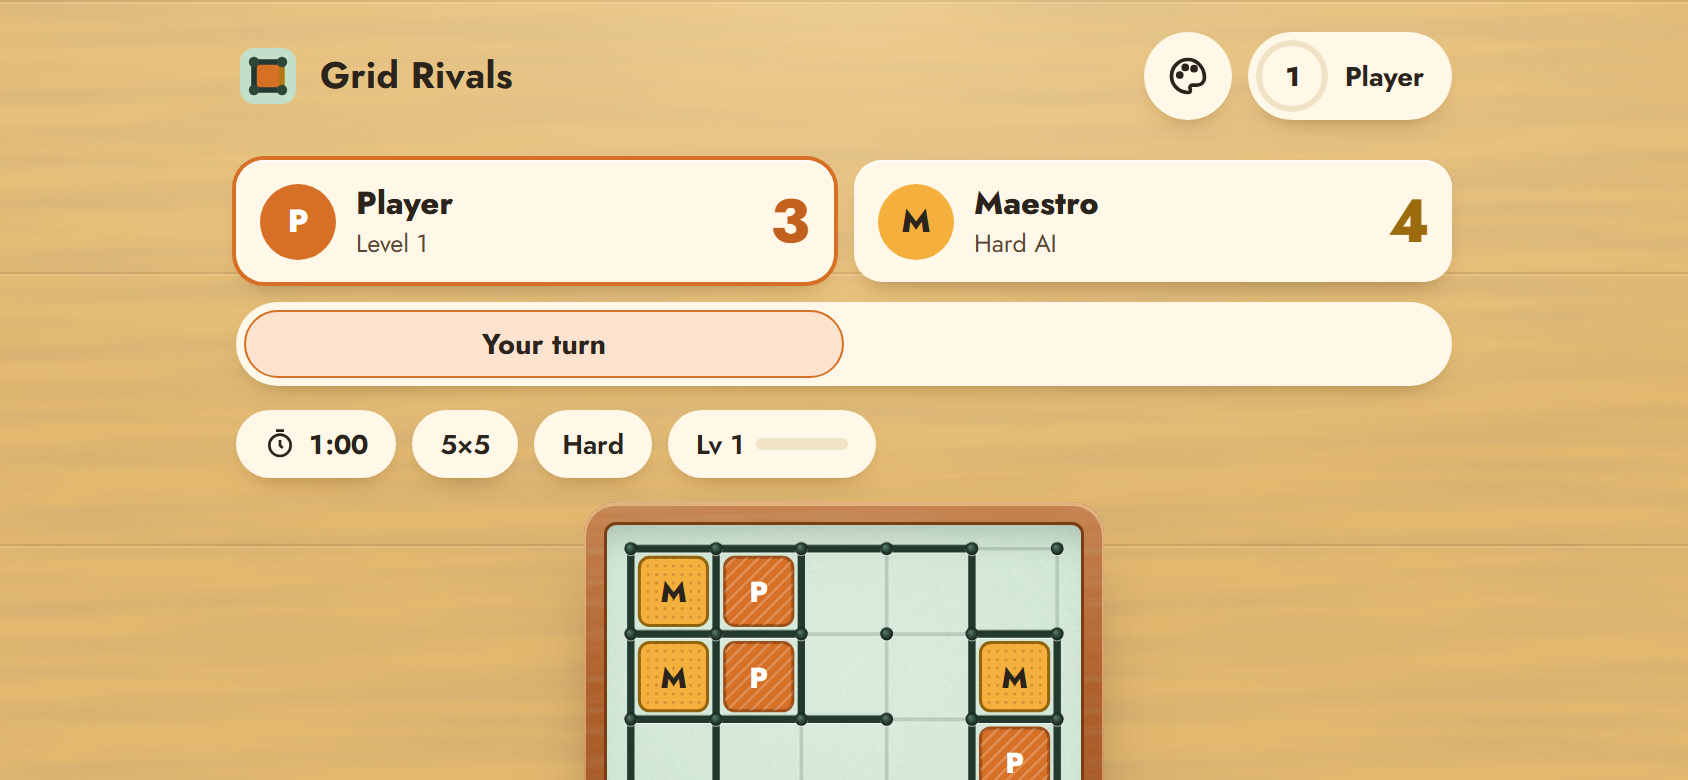 Grid Rivals
1 Player
P Player 3
Level 1
M Maestro 4
Hard AI
Your turn
1:00 5×5 Hard Lv 1
M P
M P M
P